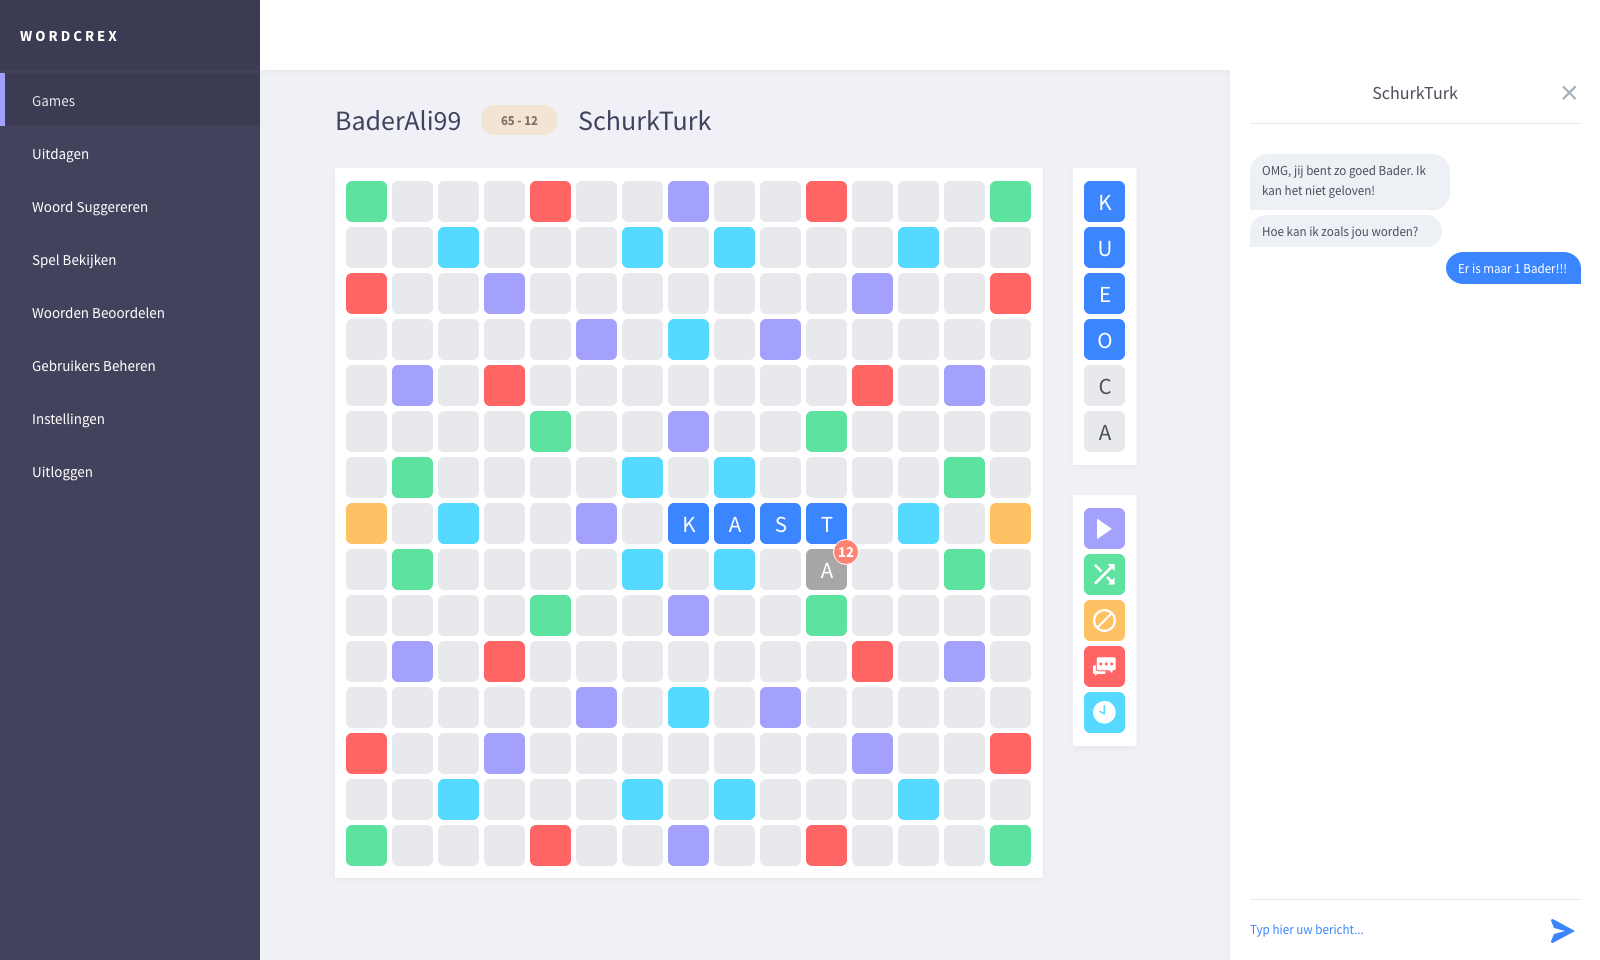 WORDCREX
Games
Uitdagen
Woord Suggereren
Spel Bekijken
Woorden Beoordelen
Gebruikers Beheren
Instellingen
Uitloggen
BaderAli99 65 - 12 SchurkTurk
K A S T
12
A
K
U
E
O
C
A
SchurkTurk
OMG, jij bent zo goed Bader. Ik
kan het niet geloven!
Hoe kan ik zoals jou worden?
Er is maar 1 Bader!!!
Typ hier uw bericht...